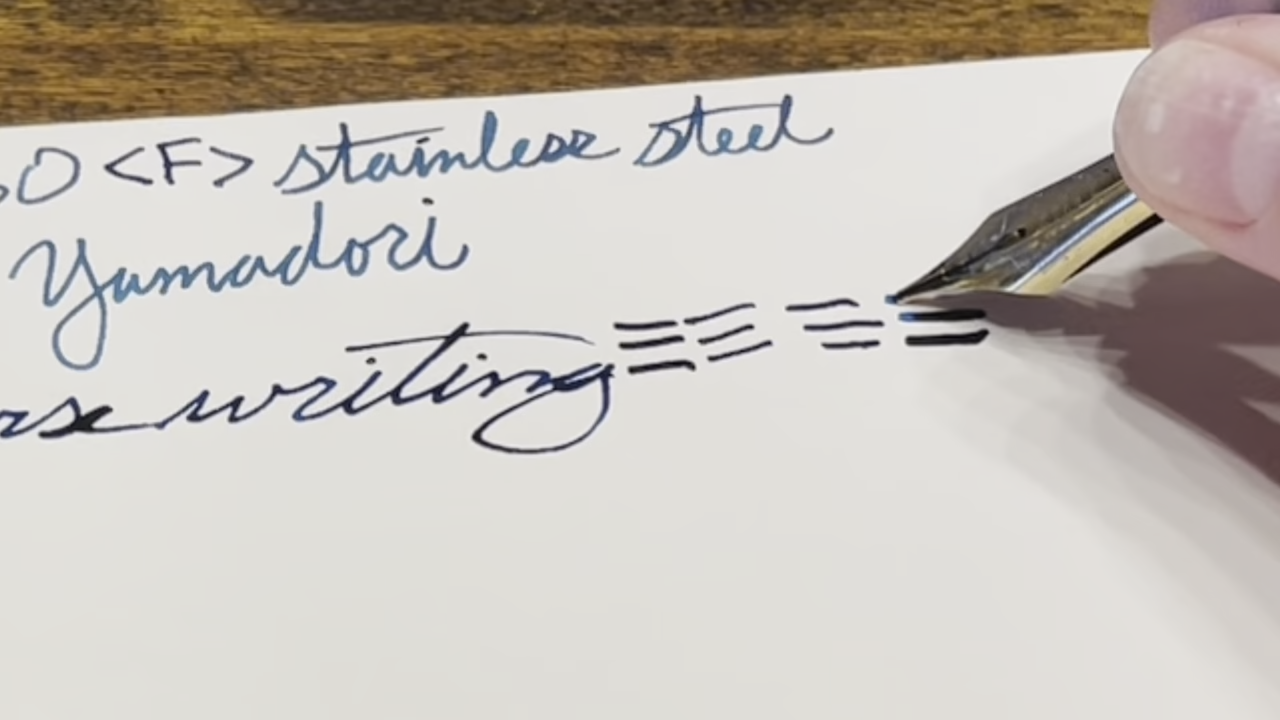 O <F> stainless steel
Yamadori
writing